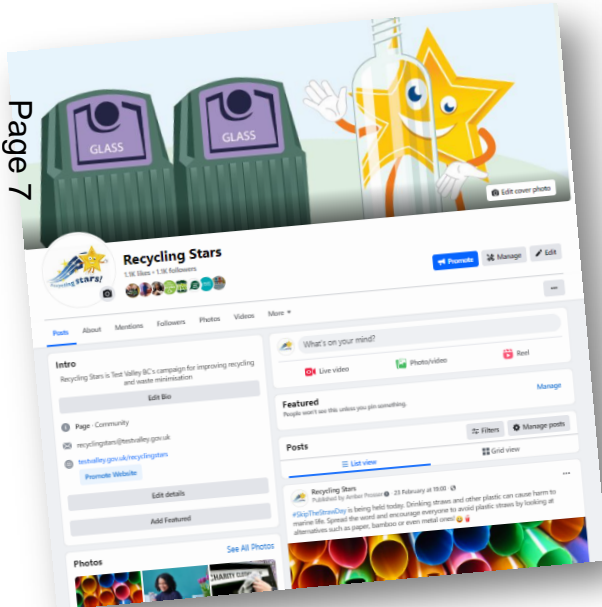 Page 7
GLASS
GLASS
Edit cover photo
Recycling Stars!
Recycling Stars
1.1K likes • 1.1K followers
Promote
Manage
Edit
Posts
About
Mentions
Followers
Photos
Videos
More
Intro
Recycling Stars is Test Valley BC's campaign for improving recycling
and waste minimisation
Edit Bio
Page · Community
recyclingstars@testvalley.gov.uk
testvalley.gov.uk/recyclingstars
Promote Website
Edit details
Add Featured
Photos
See All Photos
CHARITY
What's on your mind?
Live video
Photo/video
Reel
Featured
People won't see this unless you pin something.
Manage
Posts
Filters
Manage posts
List view
Grid view
Recycling Stars
Published by Amber Prosser
23 February at 19:00
#SkipTheStrawDay is being held today. Drinking straws and other plastic can cause harm to
marine life. Spread the word and encourage everyone to avoid plastic straws by looking at
alternatives such as paper, bamboo or even metal ones!